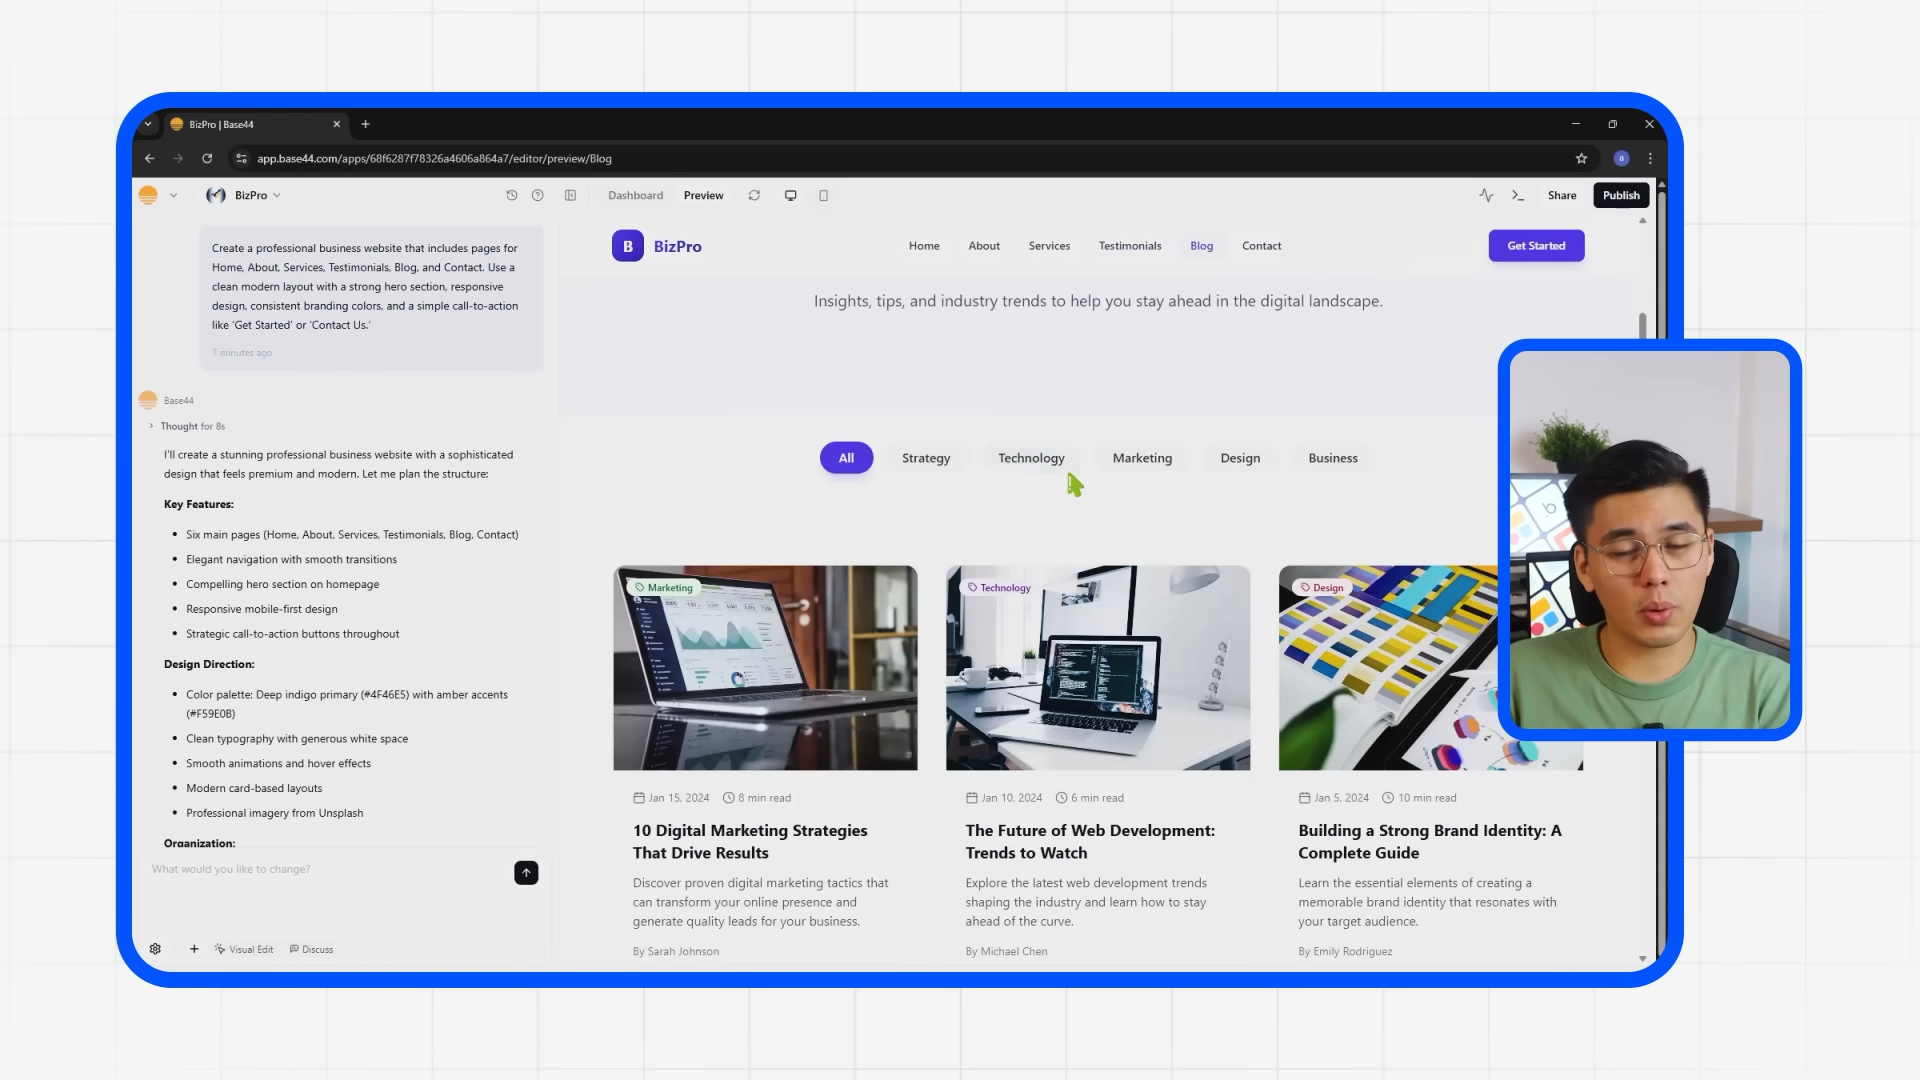 BizPro | Base44
app.base44.com/apps/68f6287f78326a4606a864a7/editor/preview/Blog
a
BizPro
Dashboard
Preview
Share
Publish
Create a professional business website that includes pages for
Home, About, Services, Testimonials, Blog, and Contact. Use a
clean modern layout with a strong hero section, responsive
design, consistent branding colors, and a simple call-to-action
like 'Get Started' or 'Contact Us.'
7 minutes ago
Base44
Thought for 8s
I'll create a stunning professional business website with a sophisticated
design that feels premium and modern. Let me plan the structure:
Key Features:
• Six main pages (Home, About, Services, Testimonials, Blog, Contact)
• Elegant navigation with smooth transitions
• Compelling hero section on homepage
• Responsive mobile-first design
• Strategic call-to-action buttons throughout
Design Direction:
• Color palette: Deep indigo primary (#4F46E5) with amber accents
(#F59E0B)
• Clean typography with generous white space
• Smooth animations and hover effects
• Modern card-based layouts
• Professional imagery from Unsplash
Organization:
What would you like to change?
Visual Edit
Discuss
B BizPro
Home
About
Services
Testimonials
Blog
Contact
Get Started
Insights, tips, and industry trends to help you stay ahead in the digital landscape.
All
Strategy
Technology
Marketing
Design
Business
Marketing
Jan 15, 2024 8 min read
10 Digital Marketing Strategies
That Drive Results
Discover proven digital marketing tactics that
can transform your online presence and
generate quality leads for your business.
By Sarah Johnson
Technology
Jan 10, 2024 6 min read
The Future of Web Development:
Trends to Watch
Explore the latest web development trends
shaping the industry and learn how to stay
ahead of the curve.
By Michael Chen
Design
Jan 5, 2024 10 min read
Building a Strong Brand Identity: A
Complete Guide
Learn the essential elements of creating a
memorable brand identity that resonates with
your target audience.
By Emily Rodriguez